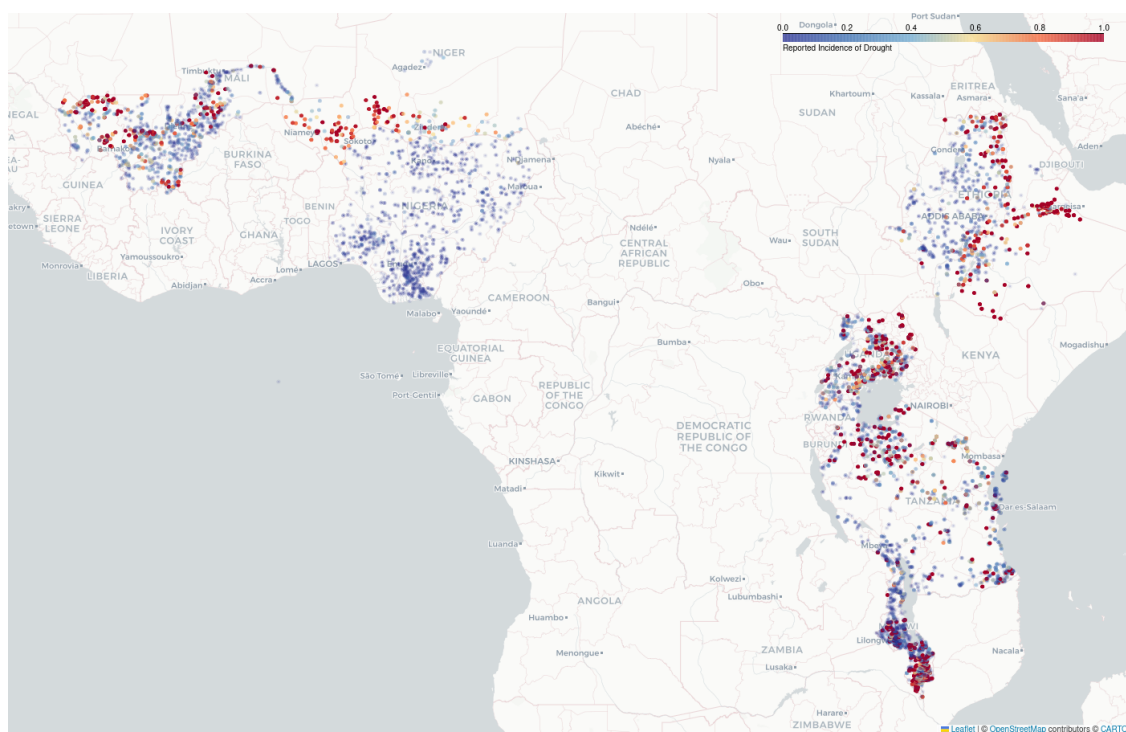 Port Sudan
Dongola
0.0 0.2 0.4 0.6 0.8 1.0
Reported Incidence of Drought
NIGER
Agadez
Timbuktu
MALI
CHAD
Khartoum
Kassala
ERITREA
Asmara
Sana'a
SUDAN
Abéché
Niamey
Sokoto
Bamako
BURKINA
FASO
Nyala
N'Djamena
Maroua
Gonder
Aden
DJIBOUTI
GUINEA
BENIN
NIGERIA
ETHIOPIA
ADDIS ABABA
SIERRA
LEONE
TOGO
IVORY
COAST
GHANA
Ndélé
SOUTH
SUDAN
Wau
CENTRAL
AFRICAN
REPUBLIC
Yamoussoukro
Monrovia
LIBERIA
Lomé
LAGOS
Abidjan
Accra
Obo
CAMEROON
Bangui
Malabo
Yaoundé
Bumba
Mogadishu
EQUATORIAL
GUINEA
UGANDA
KENYA
São Tomé
Libreville
Port-Gentil
GABON
REPUBLIC
OF THE
CONGO
NAIROBI
RWANDA
DEMOCRATIC
REPUBLIC OF
THE CONGO
Mombasa
KINSHASA
Kikwit
Matadi
TANZANIA
Dar es-Salaam
Luanda
Kolwezi
Lubumbashi
ANGOLA
Huambo
Menongue
ZAMBIA
Lusaka
Nacala
Harare
ZIMBABWE
Leaflet | © OpenStreetMap contributors © CARTO